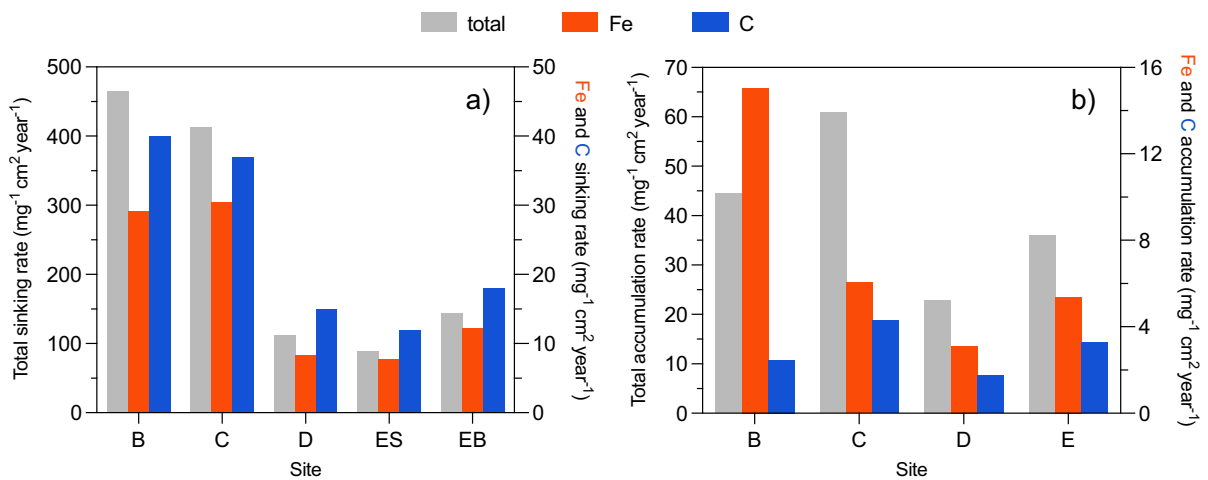 total Fe C
a)
Total sinking rate (mg⁻¹ cm² year⁻¹)
500
400
300
200
100
0
50
40
30
20
10
0
Fe and C sinking rate (mg⁻¹ cm² year⁻¹)
B C D ES EB
Site
b)
Total accumulation rate (mg⁻¹ cm² year⁻¹)
70
60
50
40
30
20
10
0
16
12
8
4
0
Fe and C accumulation rate (mg⁻¹ cm² year⁻¹)
B C D E
Site